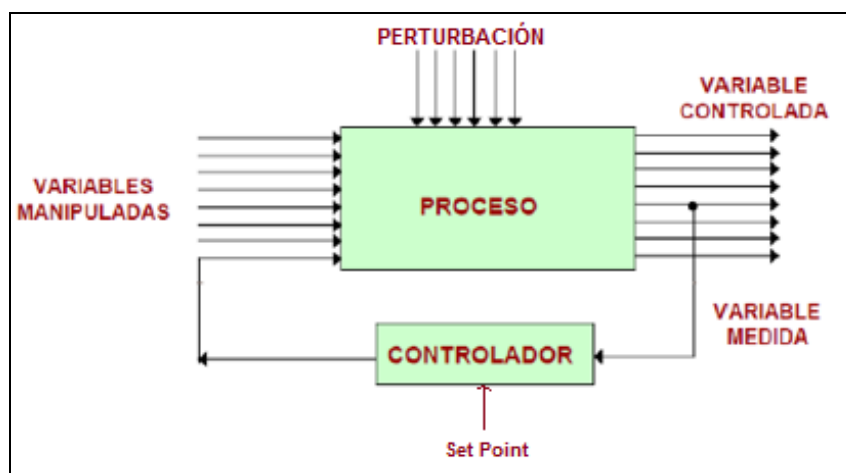 PERTURBACIÓN
VARIABLE
CONTROLADA
VARIABLES
MANIPULADAS
PROCESO
VARIABLE
MEDIDA
CONTROLADOR
Set Point